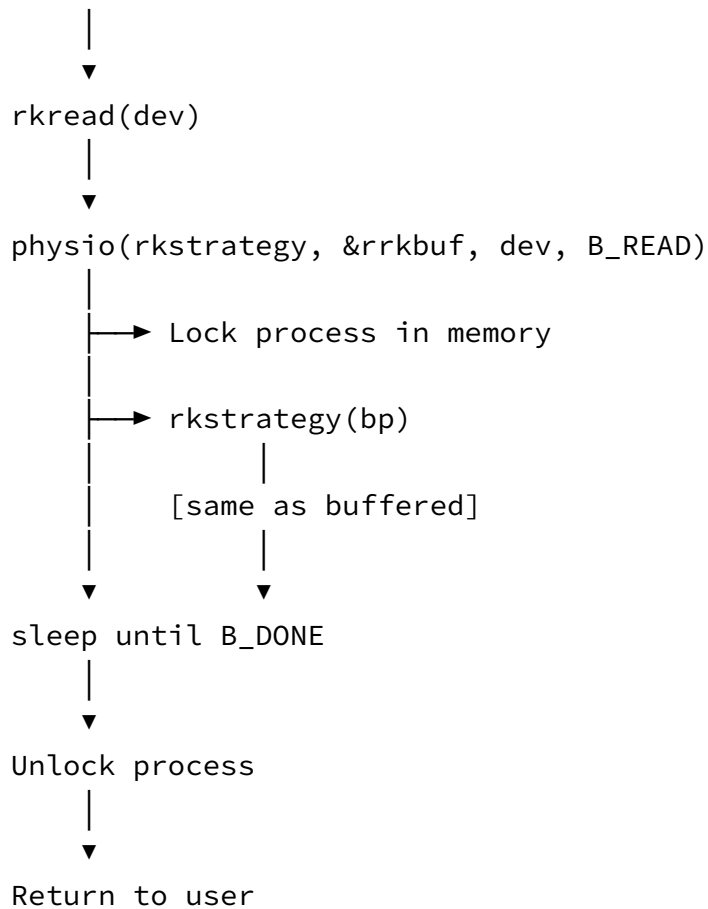 rkread(dev)
physio(rkstrategy, &rrkbuf, dev, B_READ)
Lock process in memory
rkstrategy(bp)
[same as buffered]
sleep until B_DONE
Unlock process
Return to user